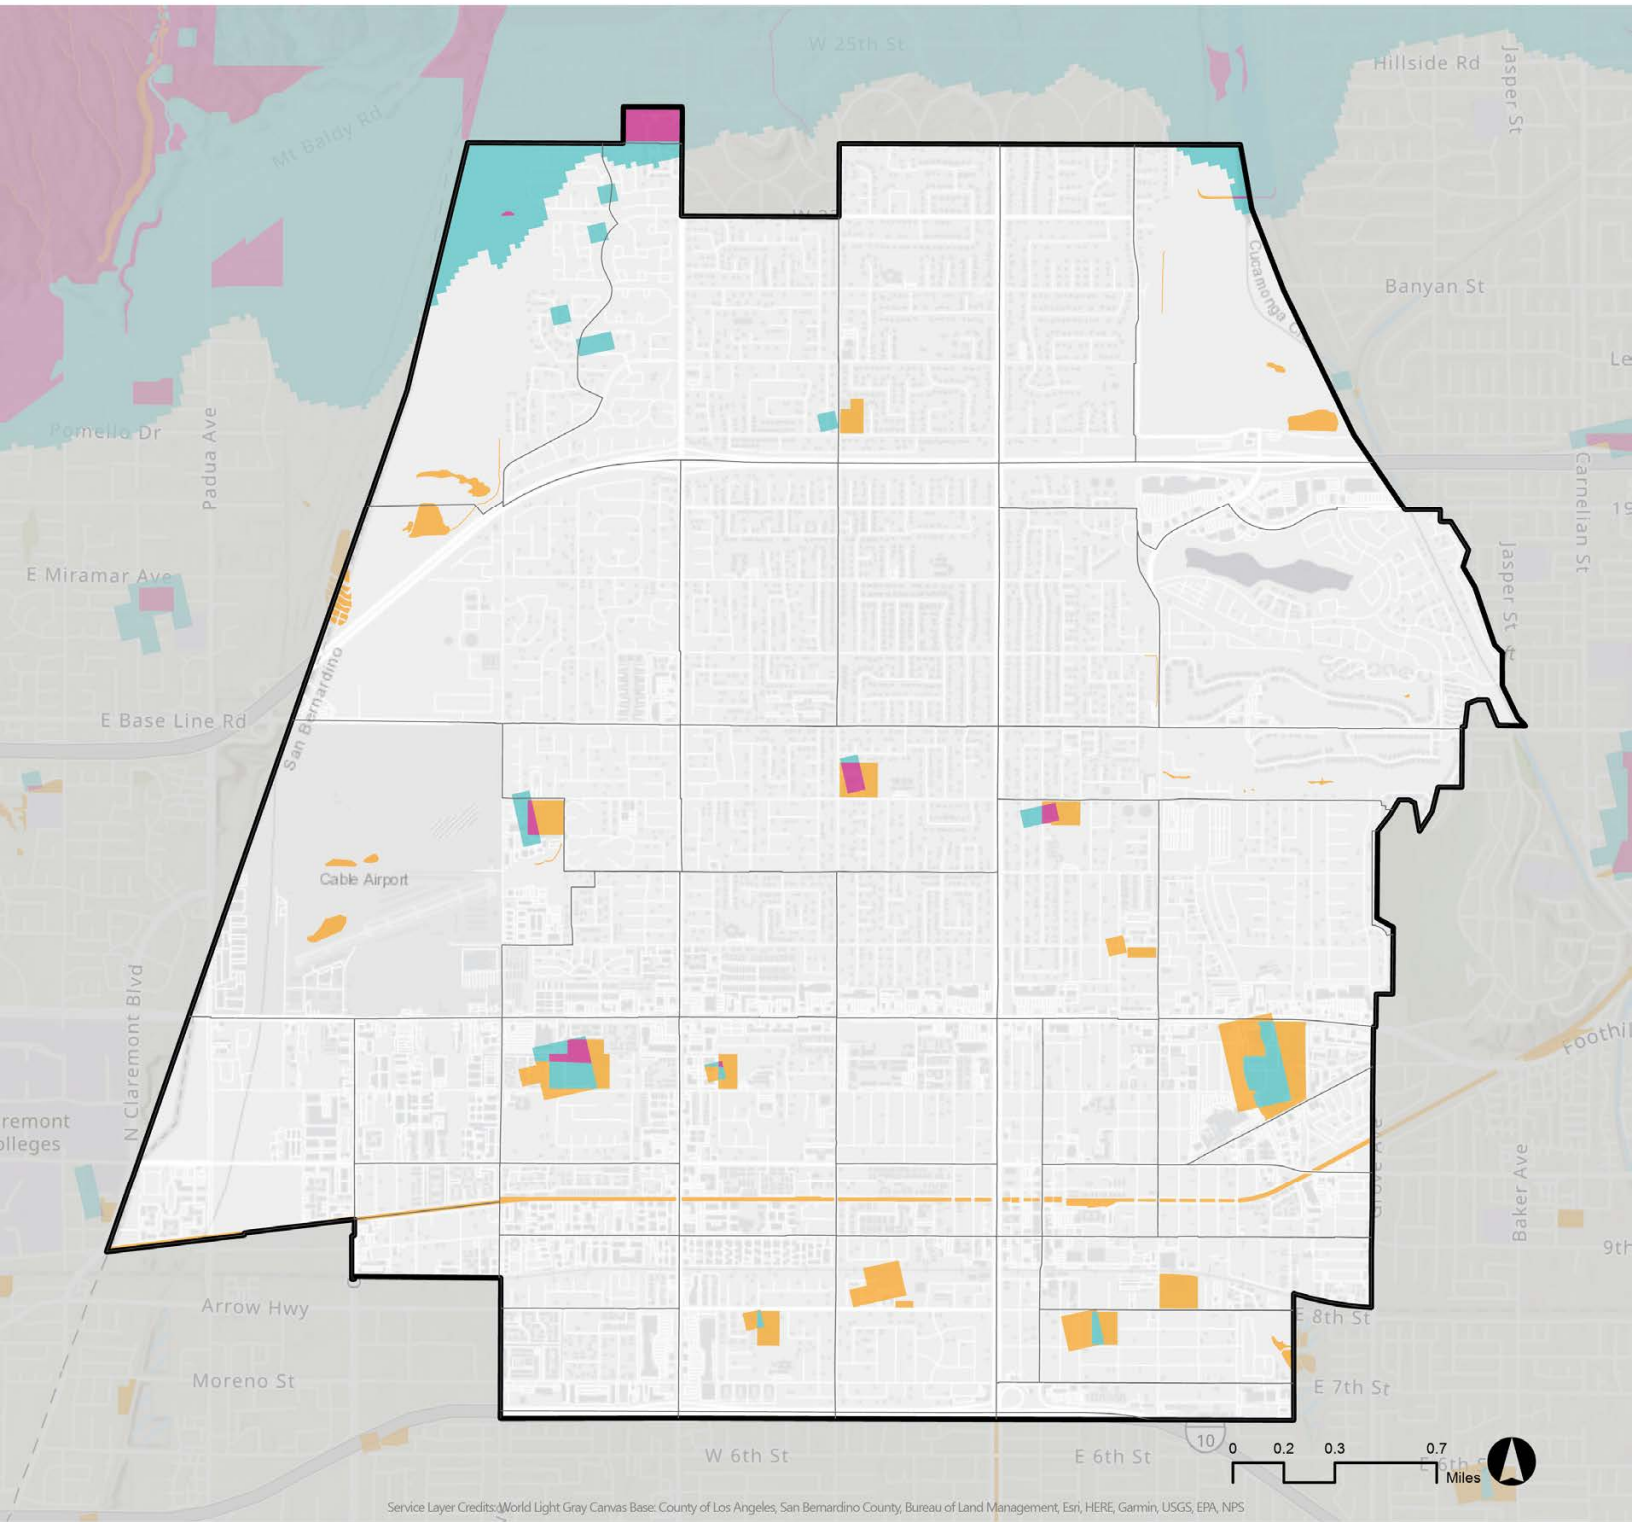 W 25th St
Hillside Rd
Jasper St
Mt Baldy Rd
Cucamonga
Banyan St
Pomello Dr
Padua Ave
Carnelian St
E Miramar Ave
Jasper St
San Bernardino
E Base Line Rd
Cable Airport
N Claremont Blvd
Foothil
remont
olleges
Grove Ave
Baker Ave
9th
Arrow Hwy
E 8th St
Moreno St
E 7th St
W 6th St
E 6th St
10
0 0.2 0.3 0.7
Miles
E 6th S
Service Layer Credits: World Light Gray Canvas Base: County of Los Angeles, San Bernardino County, Bureau of Land Management, Esri, HERE, Garmin, USGS, EPA, NPS